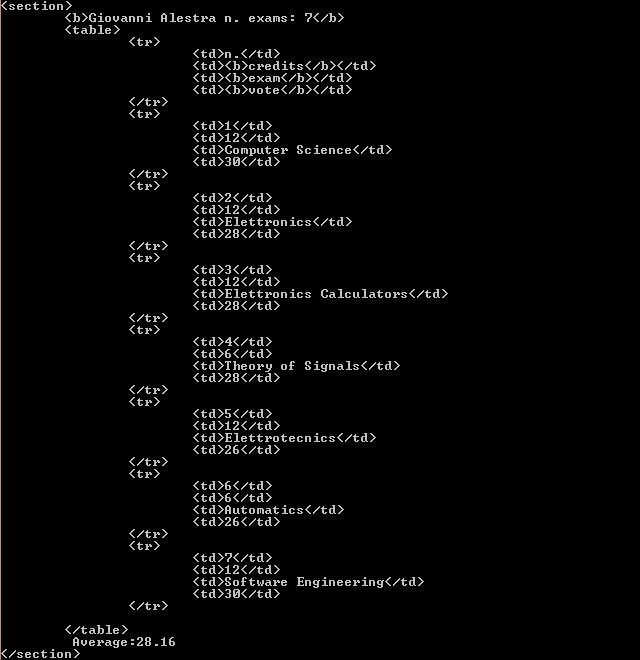 <section>
<b>Giovanni Alestra n. exams: 7</b>
<table>
<tr>
<td>n.</td>
<td><b>credits</b></td>
<td><b>exam</b></td>
<td><b>vote</b></td>
</tr>
<tr>
<td>1</td>
<td>12</td>
<td>Computer Science</td>
<td>30</td>
</tr>
<tr>
<td>2</td>
<td>12</td>
<td>Elettronics</td>
<td>28</td>
</tr>
<tr>
<td>3</td>
<td>12</td>
<td>Elettronics Calculators</td>
<td>28</td>
</tr>
<tr>
<td>4</td>
<td>6</td>
<td>Theory of Signals</td>
<td>28</td>
</tr>
<tr>
<td>5</td>
<td>12</td>
<td>Elettrotecnics</td>
<td>26</td>
</tr>
<tr>
<td>6</td>
<td>6</td>
<td>Automatics</td>
<td>26</td>
</tr>
<tr>
<td>7</td>
<td>12</td>
<td>Software Engineering</td>
<td>30</td>
</tr>
</table>
Average:28.16
</section>